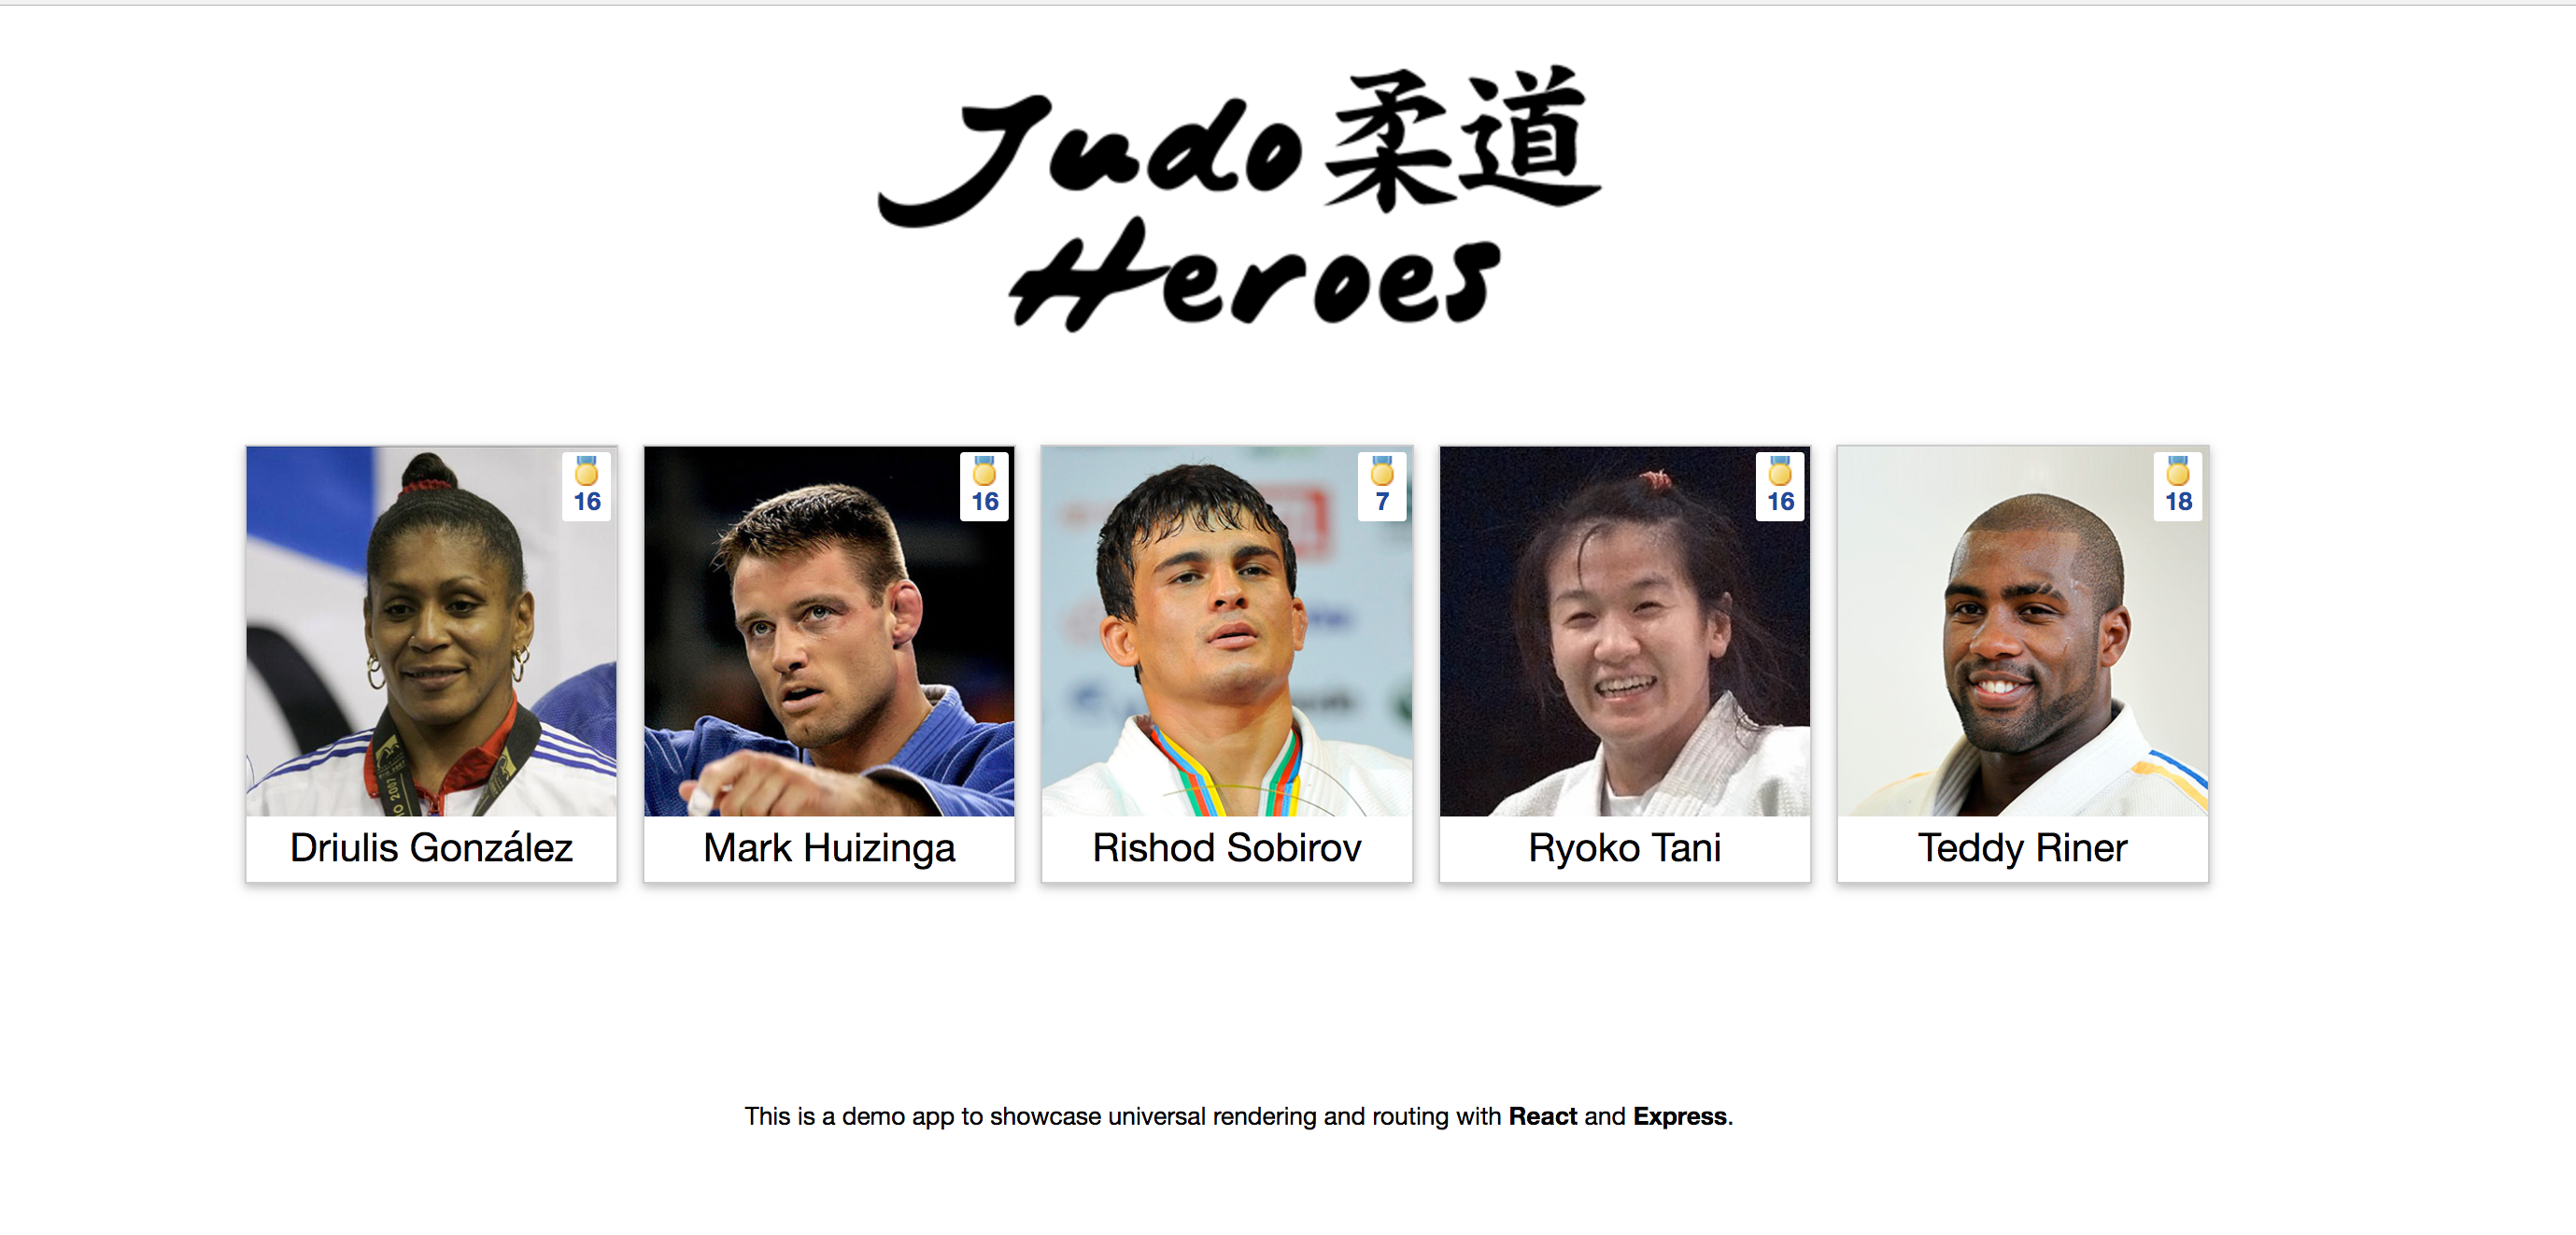 Judo 柔道
Heroes
16
16
7
16
18
Driulis González
Mark Huizinga
Rishod Sobirov
Ryoko Tani
Teddy Riner
This is a demo app to showcase universal rendering and routing with React and Express.